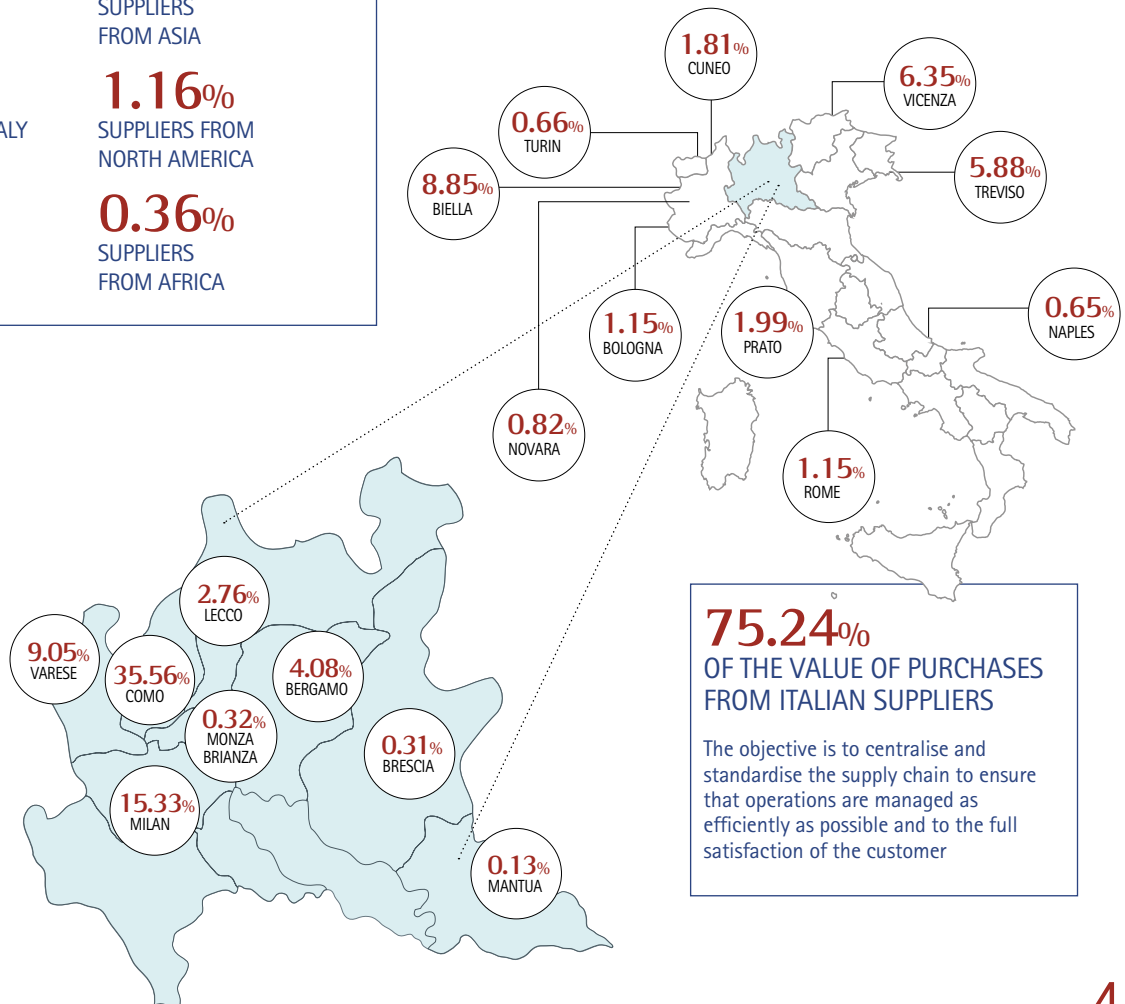 SUPPLIERS
FROM ASIA
1.16%
SUPPLIERS FROM
NORTH AMERICA
0.36%
SUPPLIERS
FROM AFRICA
1.81%
CUNEO
6.35%
VICENZA
0.66%
TURIN
8.85%
BIELLA
5.88%
TREVISO
1.15%
BOLOGNA
1.99%
PRATO
0.65%
NAPLES
0.82%
NOVARA
1.15%
ROME
2.76%
LECCO
9.05%
VARESE
35.56%
COMO
4.08%
BERGAMO
0.32%
MONZA
BRIANZA
0.31%
BRESCIA
15.33%
MILAN
0.13%
MANTUA
75.24%
OF THE VALUE OF PURCHASES
FROM ITALIAN SUPPLIERS
The objective is to centralise and
standardise the supply chain to ensure
that operations are managed as
efficiently as possible and to the full
satisfaction of the customer